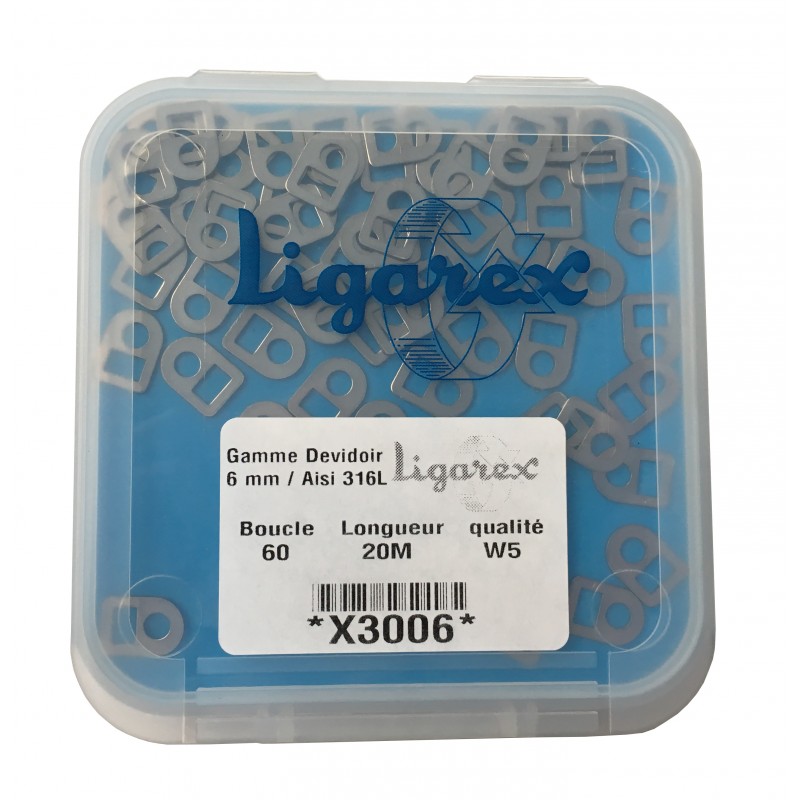 Ligarex
Gamme Devidoir
6 mm / Aisi 316L
Ligarex
Boucle Longueur qualité
60 20M W5
*X3006*